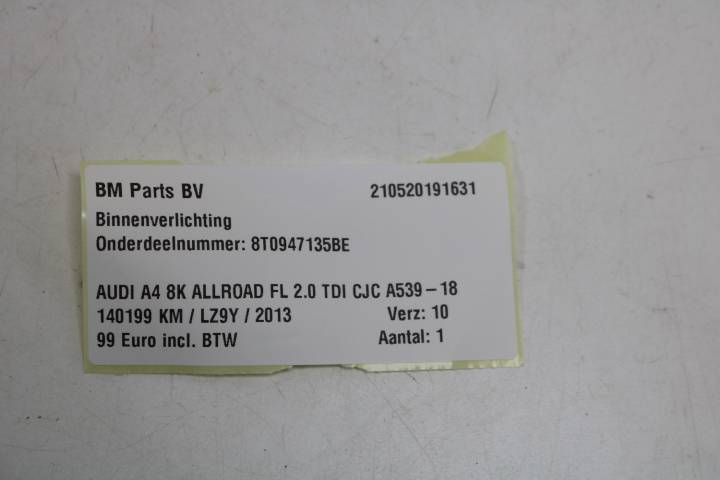 BM Parts BV 210520191631
Binnenverlichting
Onderdeelnummer: 8T0947135BE
AUDI A4 8K ALLROAD FL 2.0 TDI CJC A539-18
140199 KM / LZ9Y / 2013 Verz: 10
99 Euro incl. BTW Aantal: 1